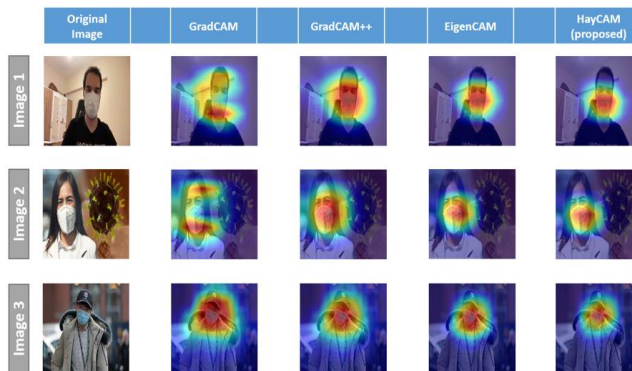 Original
Image
GradCAM
GradCAM++
EigenCAM
HayCAM
(proposed)
Image 1
Image 2
Image 3